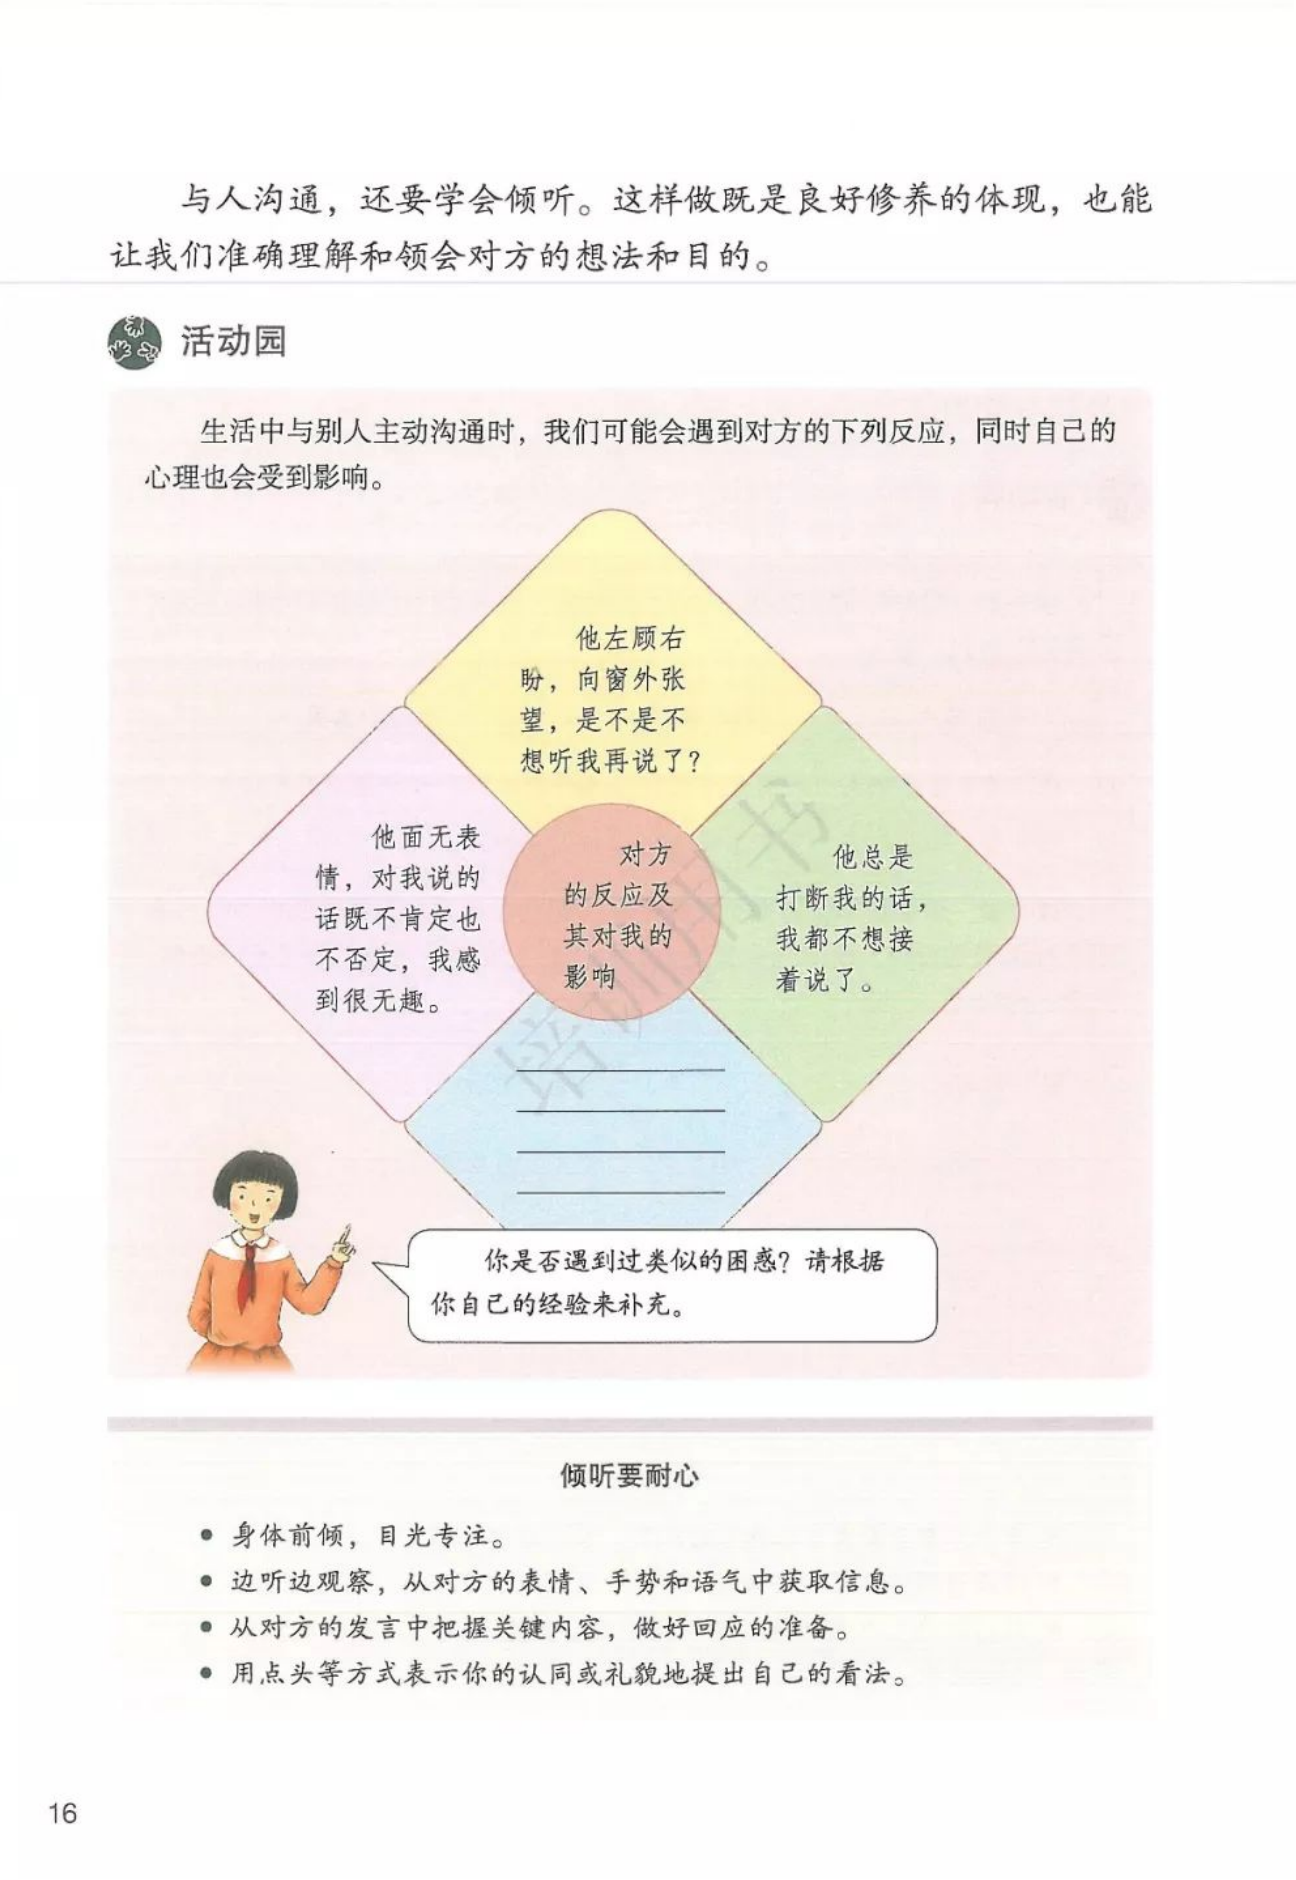 与人沟通，还要学会倾听。这样做既是良好修养的体现，也能
让我们准确理解和领会对方的想法和目的。
活动园
生活中与别人主动沟通时，我们可能会遇到对方的下列反应，同时自己的
心理也会受到影响。
他左顾右
盼，向窗外张
望，是不是不
想听我再说了？
他面无表
情，对我说的
话既不肯定也
不否定，我感
到很无趣。
对方
的反应及
其对我的
影响
他总是
打断我的话，
我都不想接
着说了。
培训用书
你是否遇到过类似的困惑？请根据
你自己的经验来补充。
倾听要耐心
● 身体前倾，目光专注。
● 边听边观察，从对方的表情、手势和语气中获取信息。
● 从对方的发言中把握关键内容，做好回应的准备。
● 用点头等方式表示你的认同或礼貌地提出自己的看法。
16